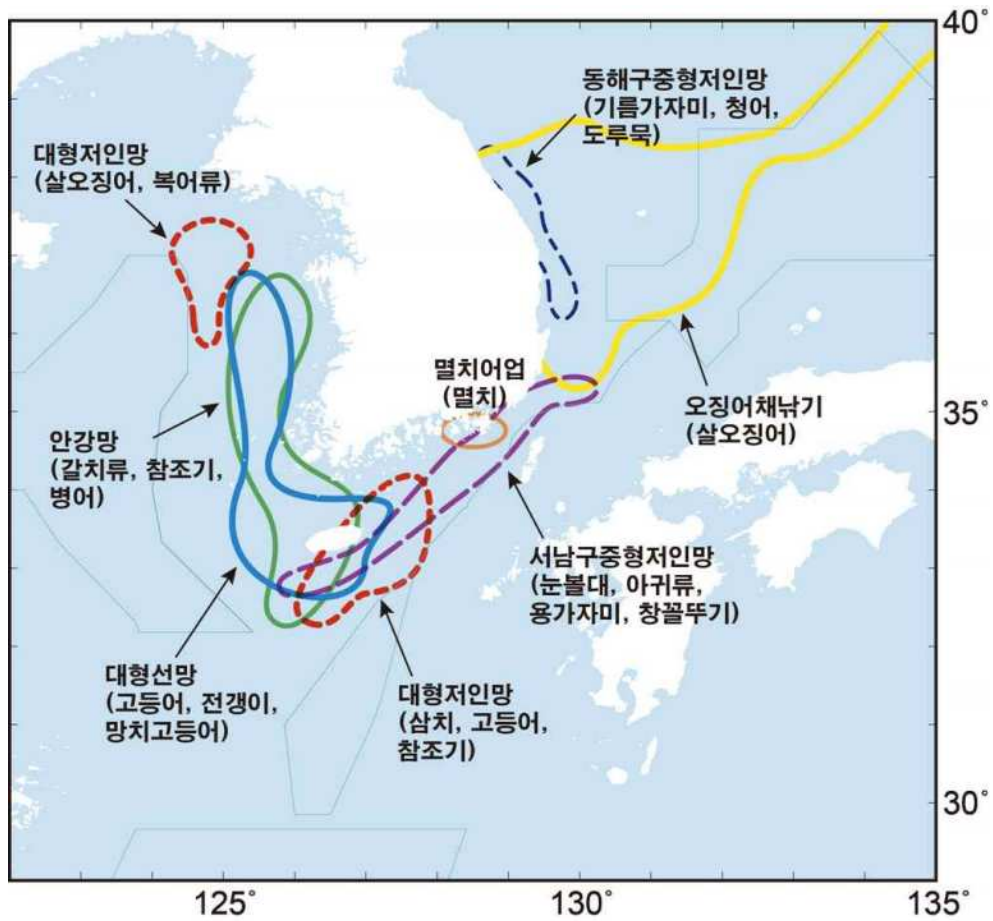 40°
동해구중형저인망
(기름가자미, 청어,
도루묵)
대형저인망
(살오징어, 복어류)
멸치어업
(멸치)
35°
오징어채낚기
(살오징어)
안강망
(갈치류, 참조기,
병어)
서남구중형저인망
(눈볼대, 아귀류,
용가자미, 창꼴뚜기)
대형선망
(고등어, 전갱이,
망치고등어)
대형저인망
(삼치, 고등어,
참조기)
30°
125°
130°
135°